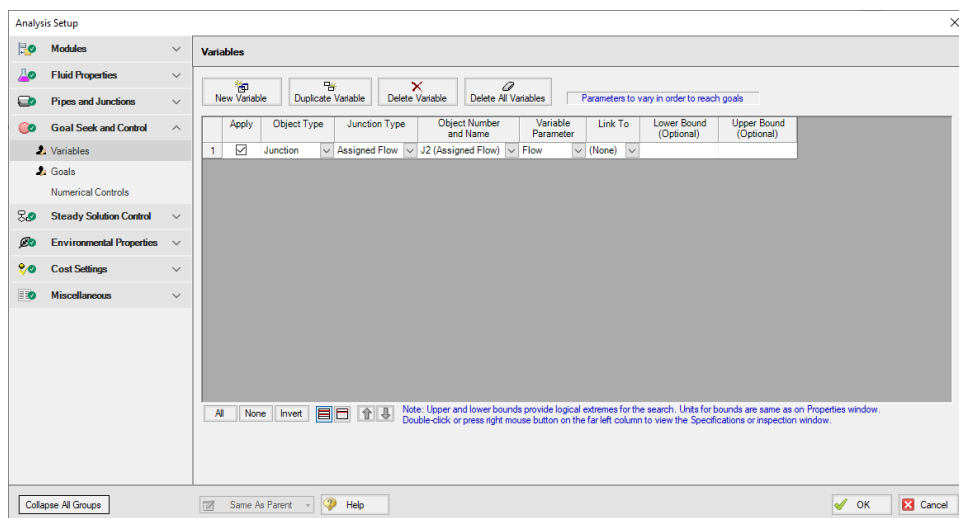 Analysis Setup
Modules
Fluid Properties
Pipes and Junctions
Goal Seek and Control
Variables
Goals
Numerical Controls
Steady Solution Control
Environmental Properties
Cost Settings
Miscellaneous
Variables
New Variable
Duplicate Variable
Delete Variable
Delete All Variables
Parameters to vary in order to reach goals
Apply
Object Type
Junction Type
Object Number
and Name
Variable
Parameter
Link To
Lower Bound
(Optional)
Upper Bound
(Optional)
1
Junction
Assigned Flow
J2 (Assigned Flow)
Flow
(None)
All
None
Invert
Note: Upper and lower bounds provide logical extremes for the search. Units for bounds are same as on Properties window.
Double-click or press right mouse button on the far left column to view the Specifications or inspection window.
Collapse All Groups
Same As Parent
Help
OK
Cancel